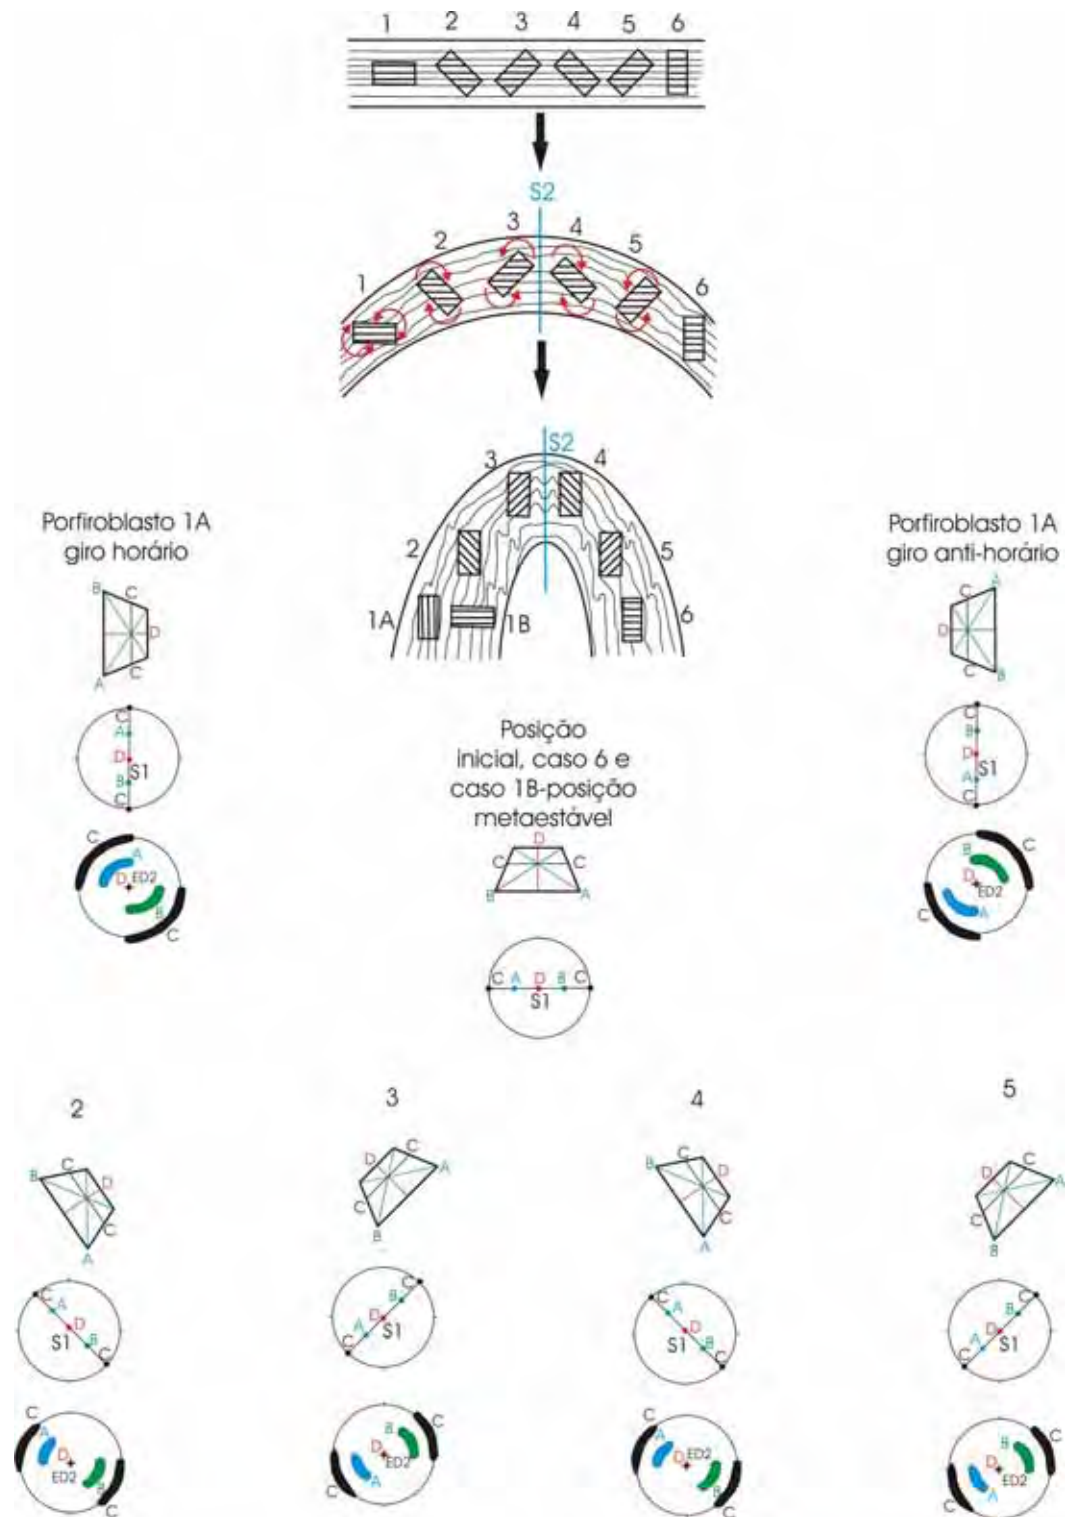 1 2 3 4 5 6
S2
1 2 3 4 5 6
S2
3 4
2 5
1A 1B 6
Porfiroblasto 1A
giro horário
B C
D
C
A
C
A
D
S1
B
C
C
A
D ED2
B
C
Porfiroblasto 1A
giro anti-horário
A
C
D
C
B
C
B
D
S1
A
C
B C
D
ED2
A
C
Posição
inicial, caso 6 e
caso 1B-posição
metaestável
D
C C
B A
C A D B C
S1
2
B C D
C
A
C
A
D
S1 B
C
C
A
D
ED2
B
C
3
C
D A
C
B
C
B
D
A S1
C
B C
D
ED2
A
C
4
B C
D
C
A
C
A
D
S1 B
C
C
A
D ED2
B
C
5
C
D A
C
B
C
B
D
A S1
C
C
B
D
ED2
A
C